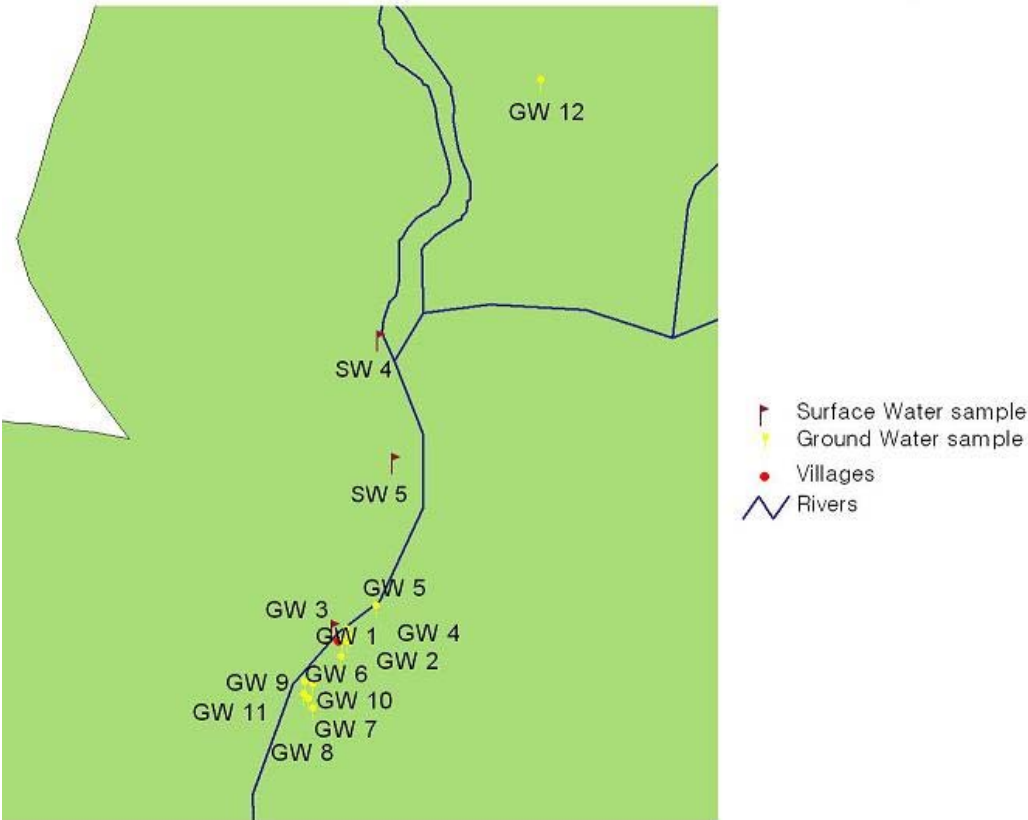 GW 12
SW 4
Surface Water sample
Ground Water sample
Villages
SW 5
Rivers
GW 5
GW 3
GW 1
GW 4
GW 2
GW 6
GW 9
GW 10
GW 11
GW 7
GW 8